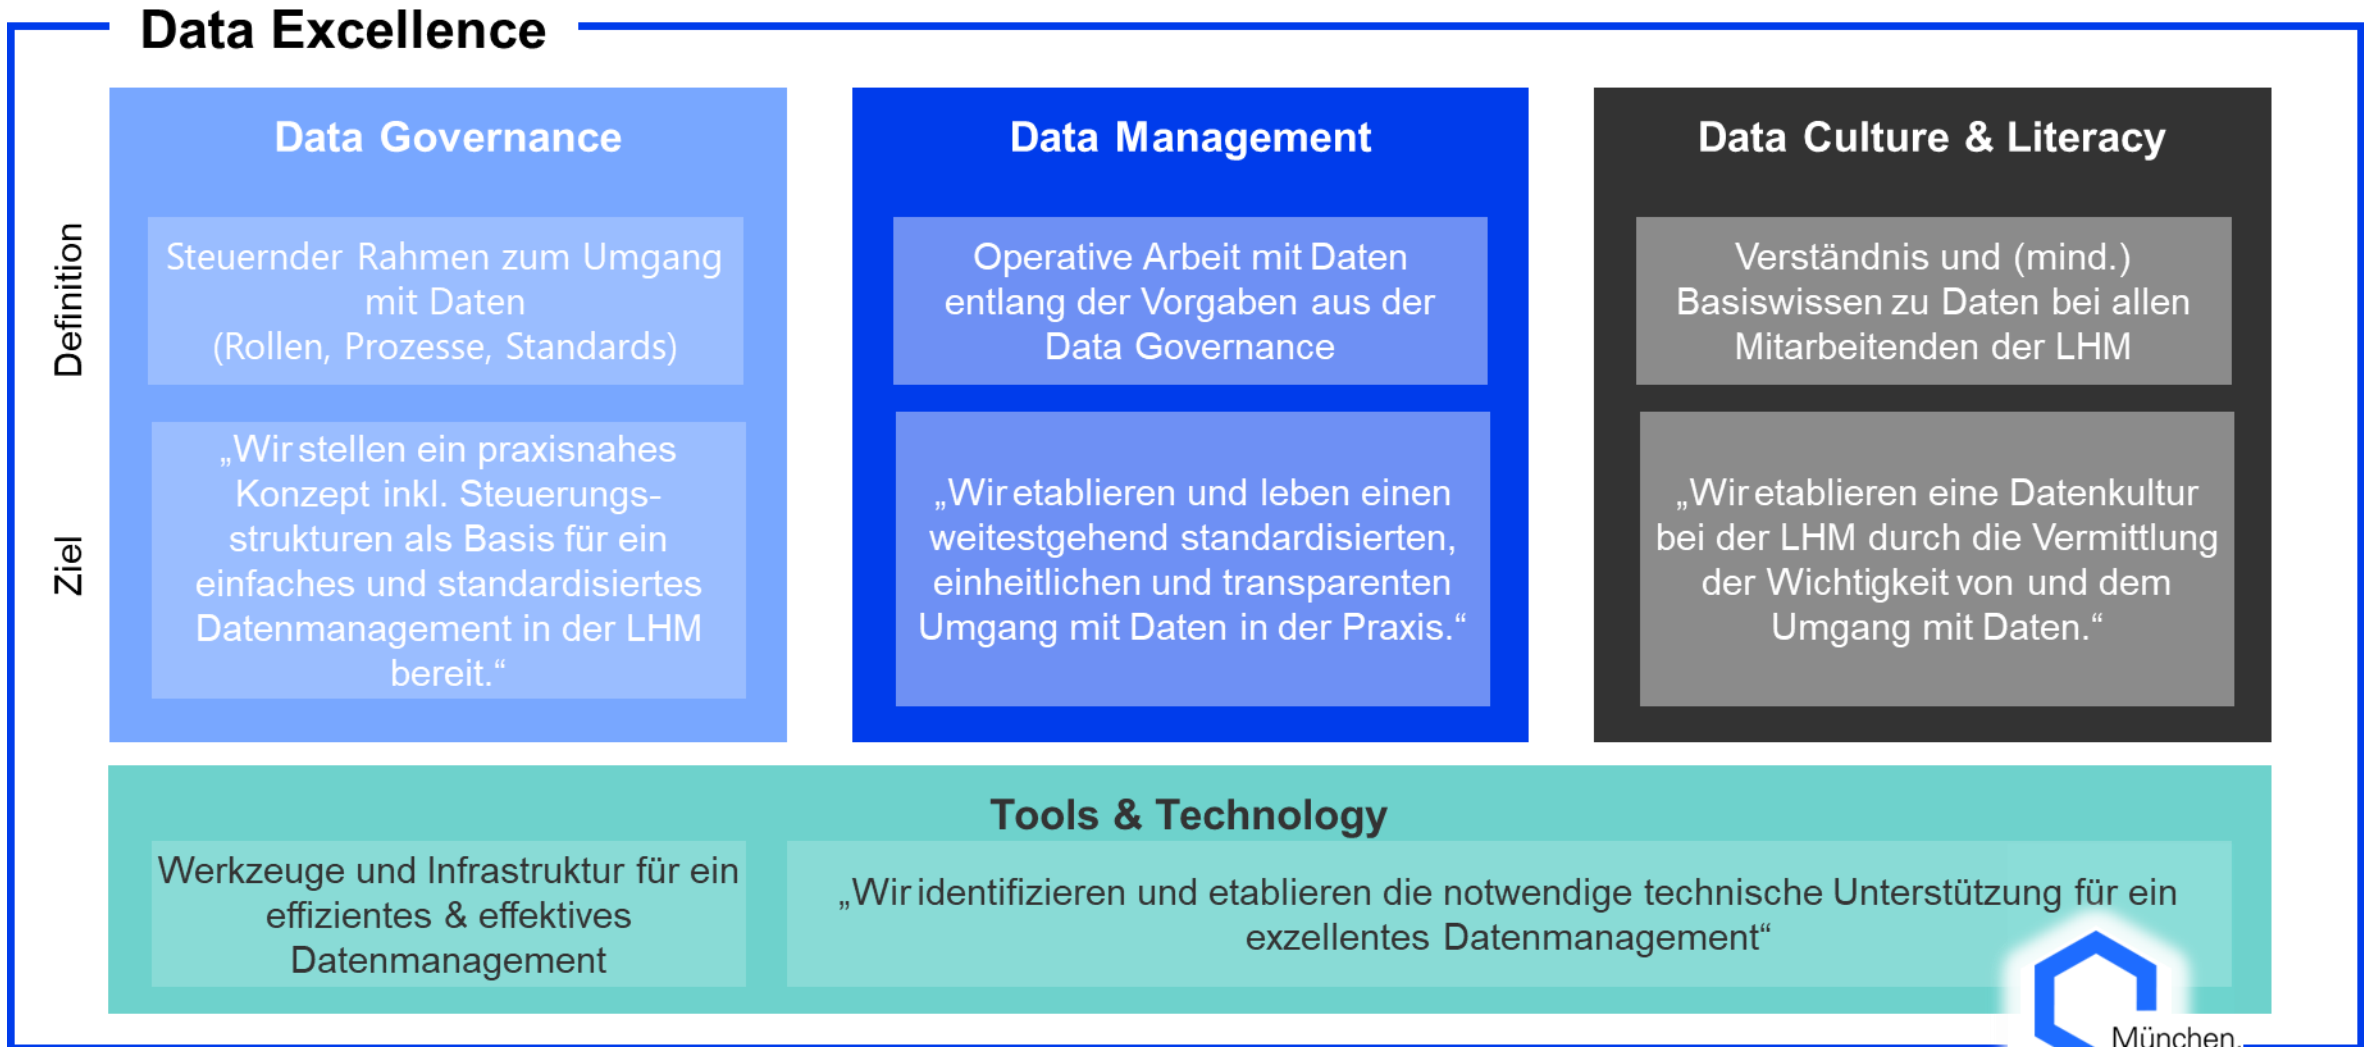 Data Excellence
Data Governance
Data Management
Data Culture & Literacy
Definition
Steuernder Rahmen zum Umgang
mit Daten
(Rollen, Prozesse, Standards)
Operative Arbeit mit Daten
entlang der Vorgaben aus der
Data Governance
Verständnis und (mind.)
Basiswissen zu Daten bei allen
Mitarbeitenden der LHM
Ziel
„Wir stellen ein praxisnahes
Konzept inkl. Steuerungs-
strukturen als Basis für ein
einfaches und standardisiertes
Datenmanagement in der LHM
bereit.“
„Wir etablieren und leben einen
weitestgehend standardisierten,
einheitlichen und transparenten
Umgang mit Daten in der Praxis.“
„Wir etablieren eine Datenkultur
bei der LHM durch die Vermittlung
der Wichtigkeit von und dem
Umgang mit Daten.“
Tools & Technology
Werkzeuge und Infrastruktur für ein
effizientes & effektives
Datenmanagement
„Wir identifizieren und etablieren die notwendige technische Unterstützung für ein
exzellentes Datenmanagement“
München.